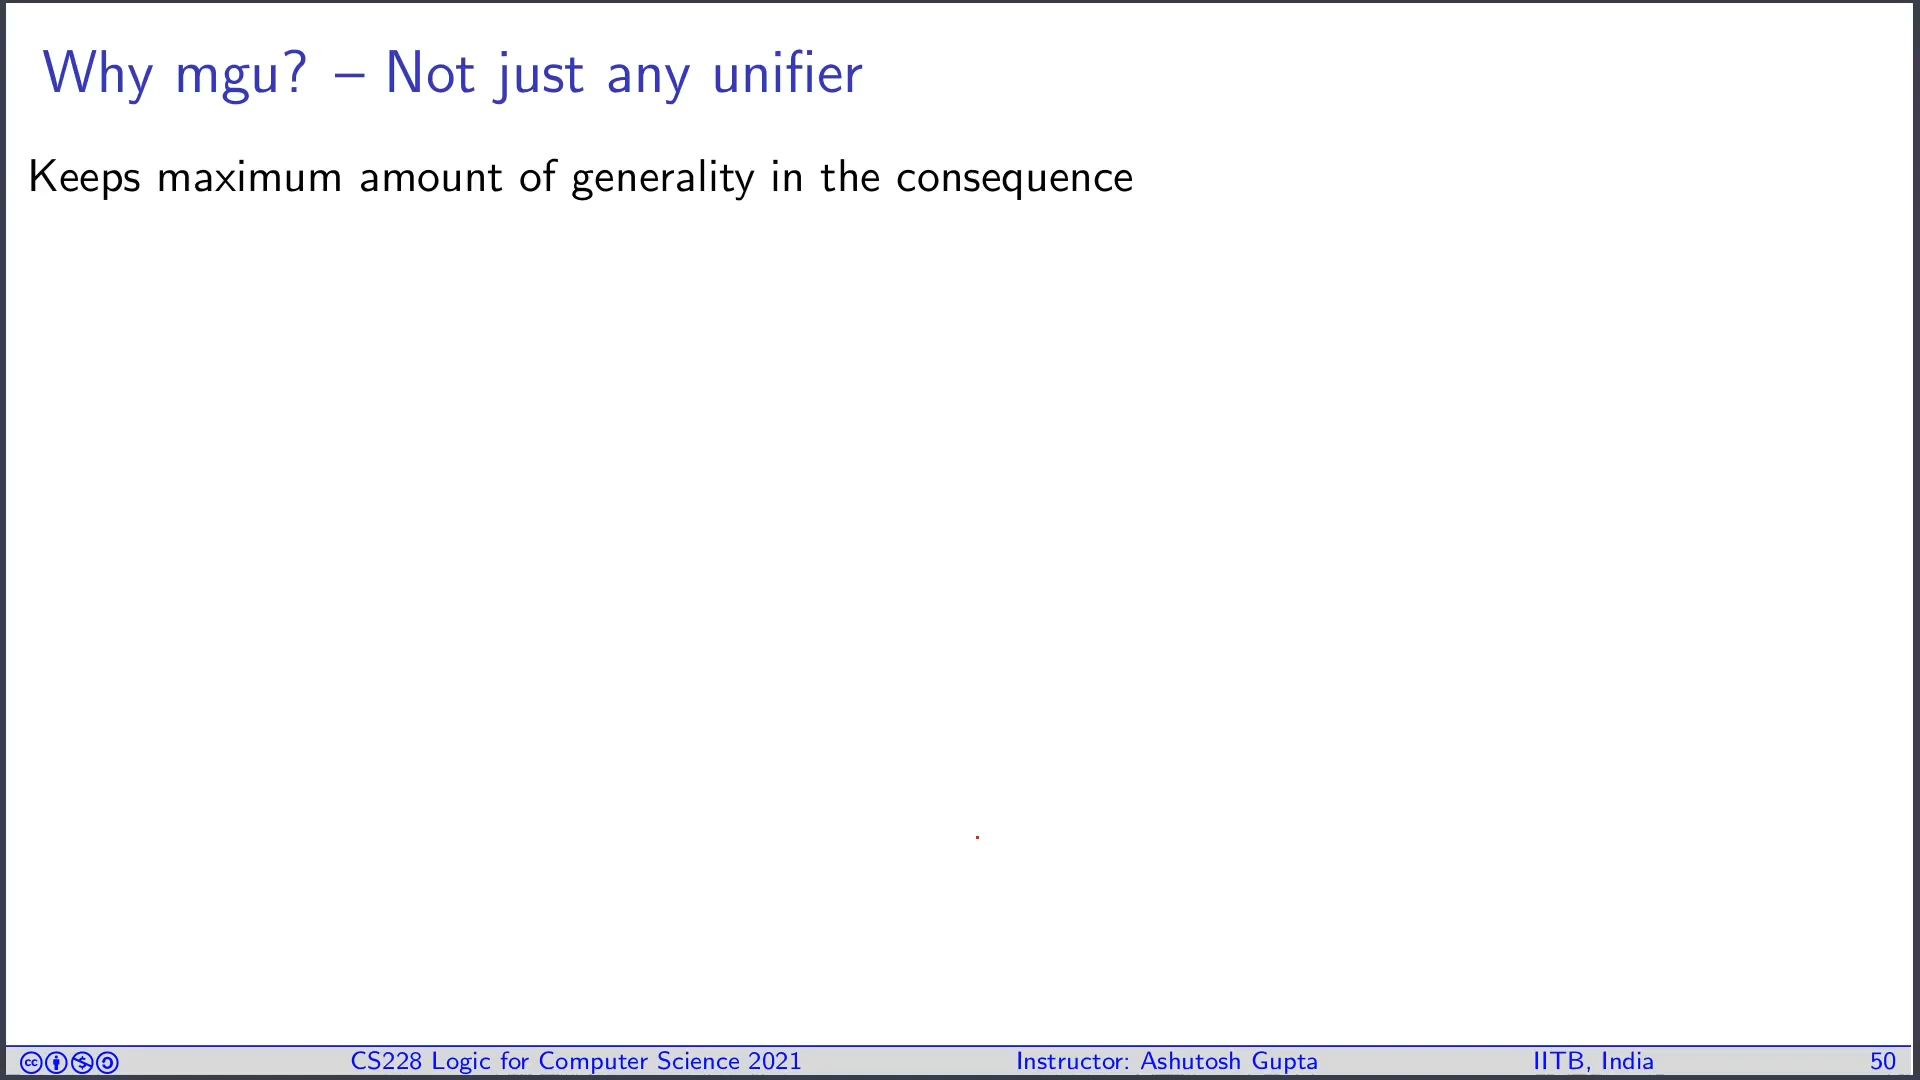 Why mgu? – Not just any unifier
Keeps maximum amount of generality in the consequence
CS228 Logic for Computer Science 2021 Instructor: Ashutosh Gupta IITB, India 50